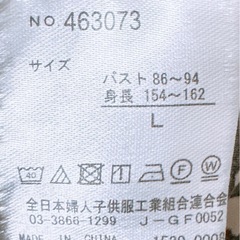 NO. 463073
サイズ
バスト 86～94
身長 154～162
L
40
全日本婦人子供服工業組合連合会
03-3866-1299 J-GF0052
MADE IN CHINA